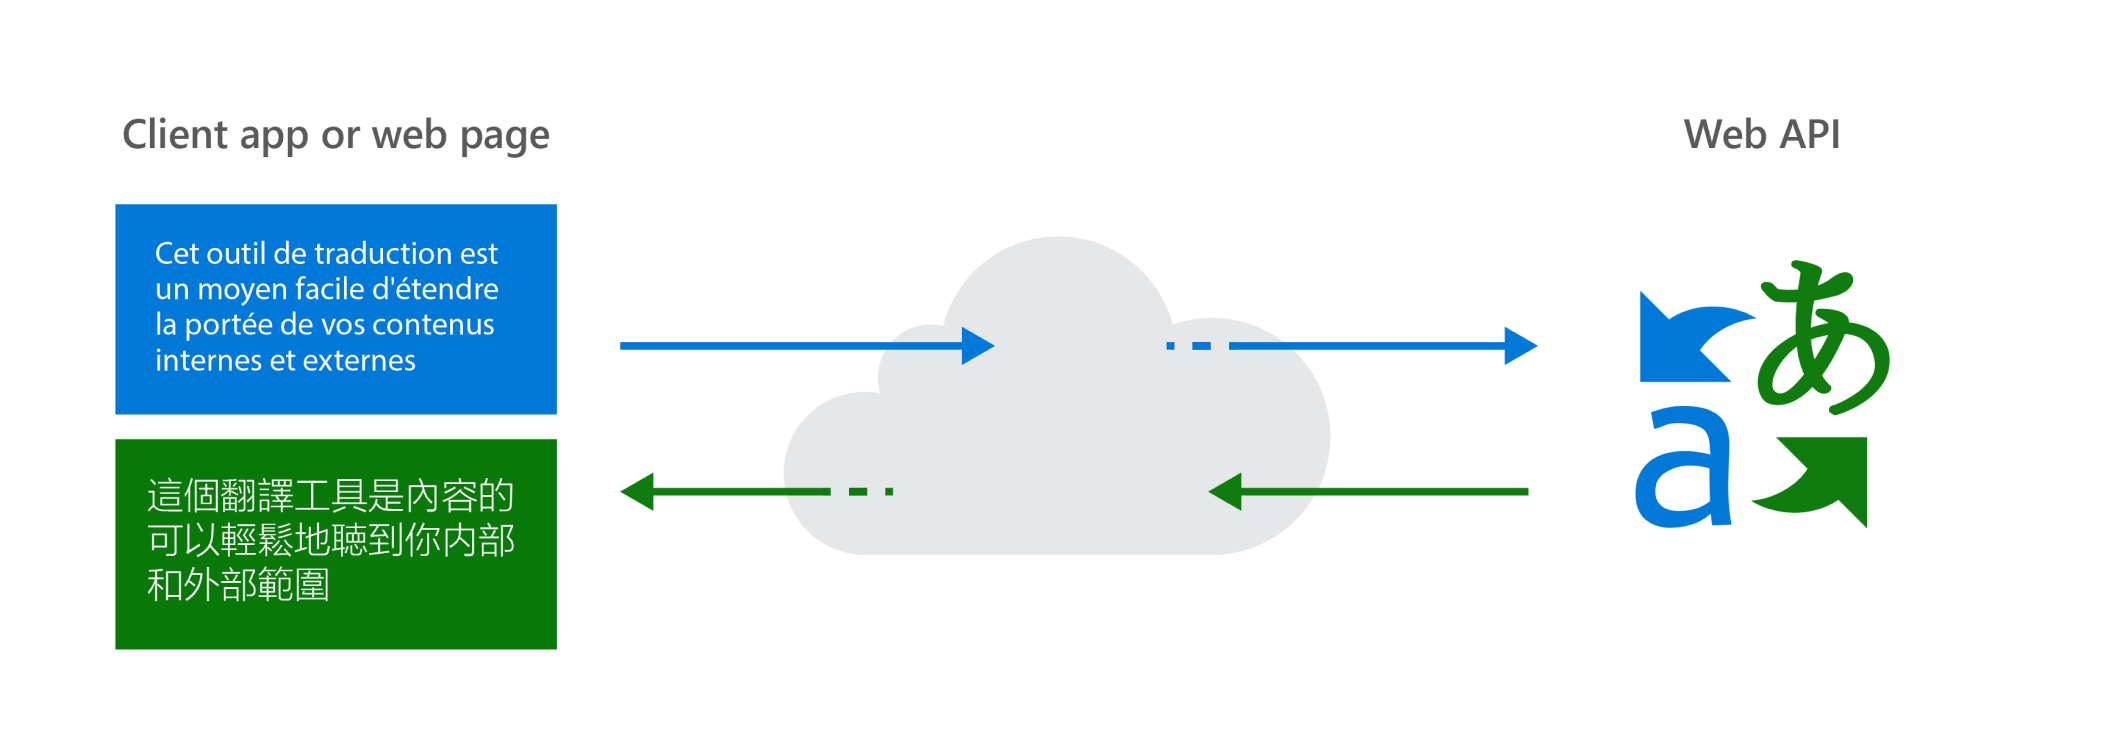 Client app or web page
Web API
Cet outil de traduction est
un moyen facile d'étendre
la portée de vos contenus
internes et externes
這個翻譯工具是內容的
可以輕鬆地聴到你内部
和外部範圍
あ
a